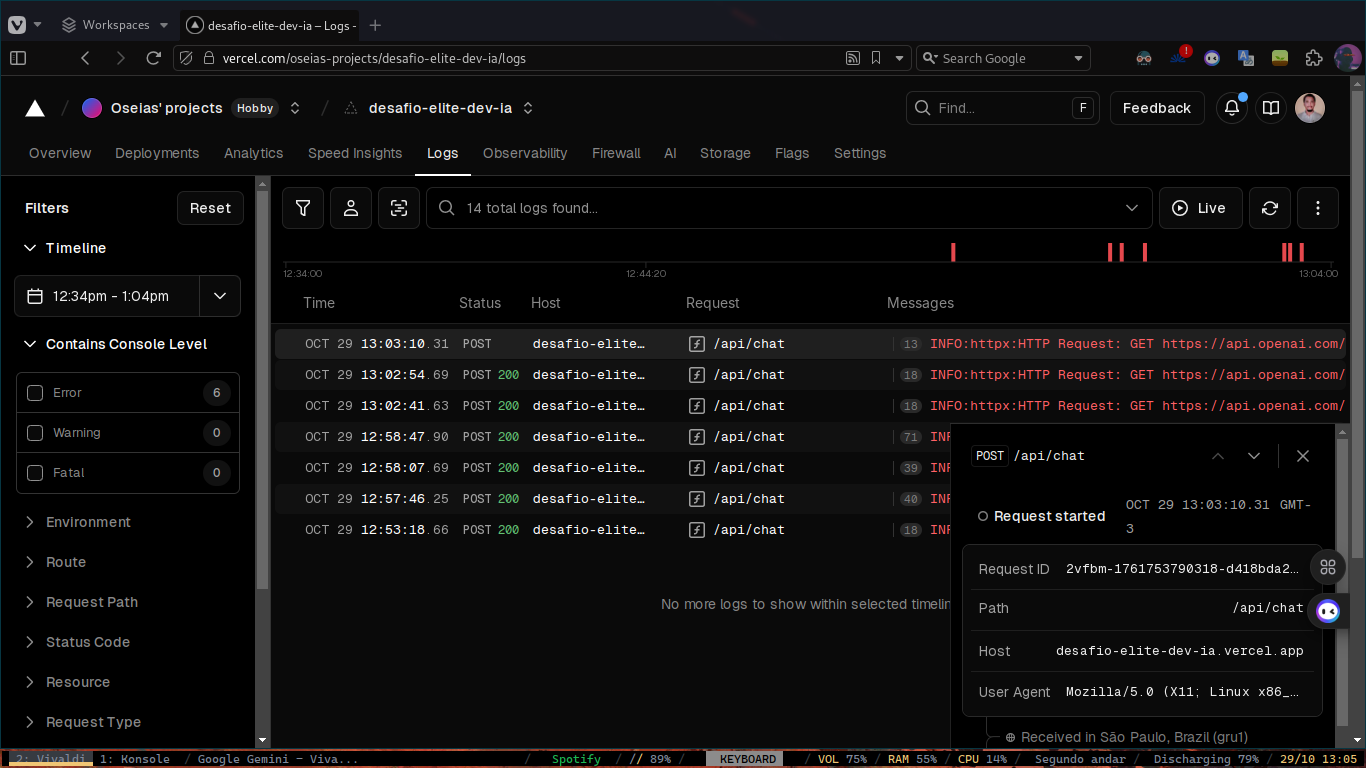 Workspaces
desafio-elite-dev-ia – Logs -
vercel.com/oseias-projects/desafio-elite-dev-ia/logs
Search Google
!
/ Oseias' projects Hobby / desafio-elite-dev-ia
Find... F
Feedback
Overview Deployments Analytics Speed Insights Logs Observability Firewall AI Storage Flags Settings
Filters
Reset
Timeline
12:34pm - 1:04pm
Contains Console Level
Error 6
Warning 0
Fatal 0
Environment
Route
Request Path
Status Code
Resource
Request Type
14 total logs found...
Live
12:34:00 12:44:20 13:04:00
Time Status Host Request Messages
OCT 29 13:03:10.31 POST desafio-elite… /api/chat 13 INFO:httpx:HTTP Request: GET https://api.openai.com/
OCT 29 13:02:54.69 POST 200 desafio-elite… /api/chat 18 INFO:httpx:HTTP Request: GET https://api.openai.com/
OCT 29 13:02:41.63 POST 200 desafio-elite… /api/chat 18 INFO:httpx:HTTP Request: GET https://api.openai.com/
OCT 29 12:58:47.90 POST 200 desafio-elite… /api/chat 71 INF
OCT 29 12:58:07.69 POST 200 desafio-elite… /api/chat 39 INF
OCT 29 12:57:46.25 POST 200 desafio-elite… /api/chat 40 INF
OCT 29 12:53:18.66 POST 200 desafio-elite… /api/chat 18 INF
No more logs to show within selected timelin
POST /api/chat
Request started
OCT 29 13:03:10.31 GMT-
3
Request ID 2vfbm-1761753790318-d418bda2…
Path /api/chat
Host desafio-elite-dev-ia.vercel.app
User Agent Mozilla/5.0 (X11; Linux x86_…
Received in São Paulo, Brazil (gru1)
2: Vivaldi 1: Konsole / Google Gemini - Viva... / Spotify / // 89% / KEYBOARD / VOL 75% / RAM 55% / CPU 14% / Segundo andar / Discharging 79% / 29/10 13:05